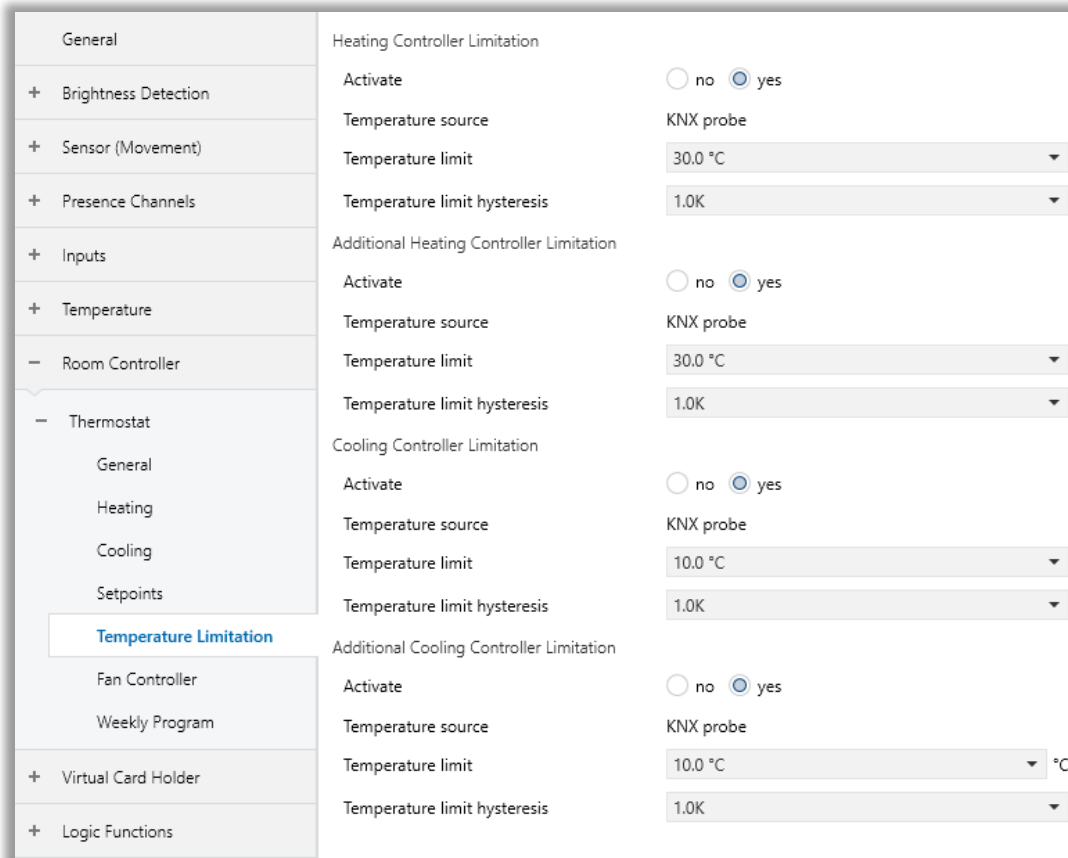 General
+ Brightness Detection
+ Sensor (Movement)
+ Presence Channels
+ Inputs
+ Temperature
− Room Controller
− Thermostat
General
Heating
Cooling
Setpoints
Temperature Limitation
Fan Controller
Weekly Program
+ Virtual Card Holder
+ Logic Functions
Heating Controller Limitation
Activate no yes
Temperature source KNX probe
Temperature limit 30.0 °C
Temperature limit hysteresis 1.0K
Additional Heating Controller Limitation
Activate no yes
Temperature source KNX probe
Temperature limit 30.0 °C
Temperature limit hysteresis 1.0K
Cooling Controller Limitation
Activate no yes
Temperature source KNX probe
Temperature limit 10.0 °C
Temperature limit hysteresis 1.0K
Additional Cooling Controller Limitation
Activate no yes
Temperature source KNX probe
Temperature limit 10.0 °C °C
Temperature limit hysteresis 1.0K